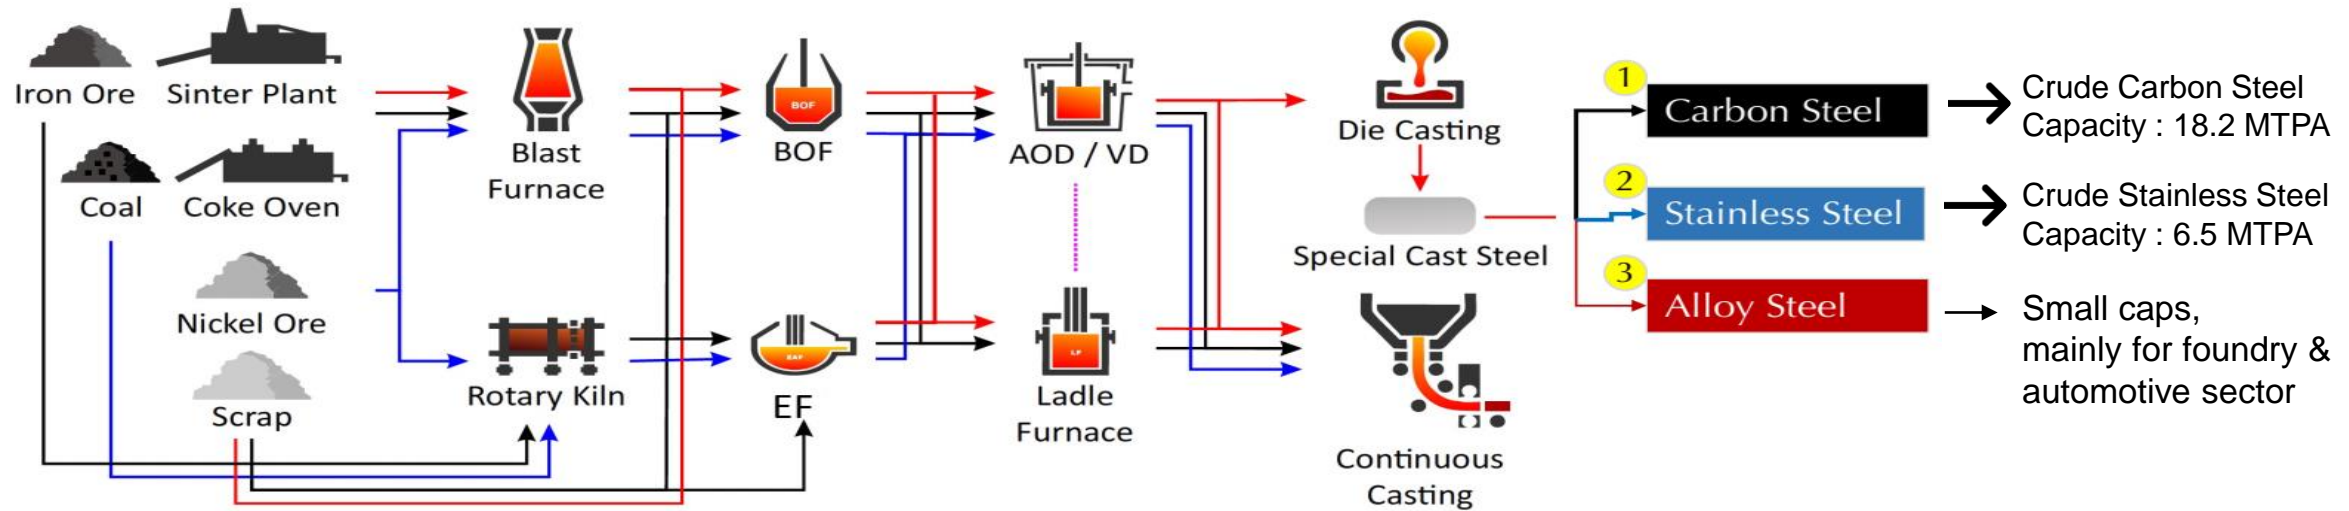 Iron Ore
Sinter Plant
Coal
Coke Oven
Nickel Ore
Scrap
Blast
Furnace
Rotary Kiln
BOF
BOF
EAF
EF
AOD / VD
LF
Ladle
Furnace
Die Casting
Special Cast Steel
Continuous
Casting
1
Carbon Steel
2
Stainless Steel
3
Alloy Steel
Crude Carbon Steel
Capacity : 18.2 MTPA
Crude Stainless Steel
Capacity : 6.5 MTPA
Small caps,
mainly for foundry &
automotive sector